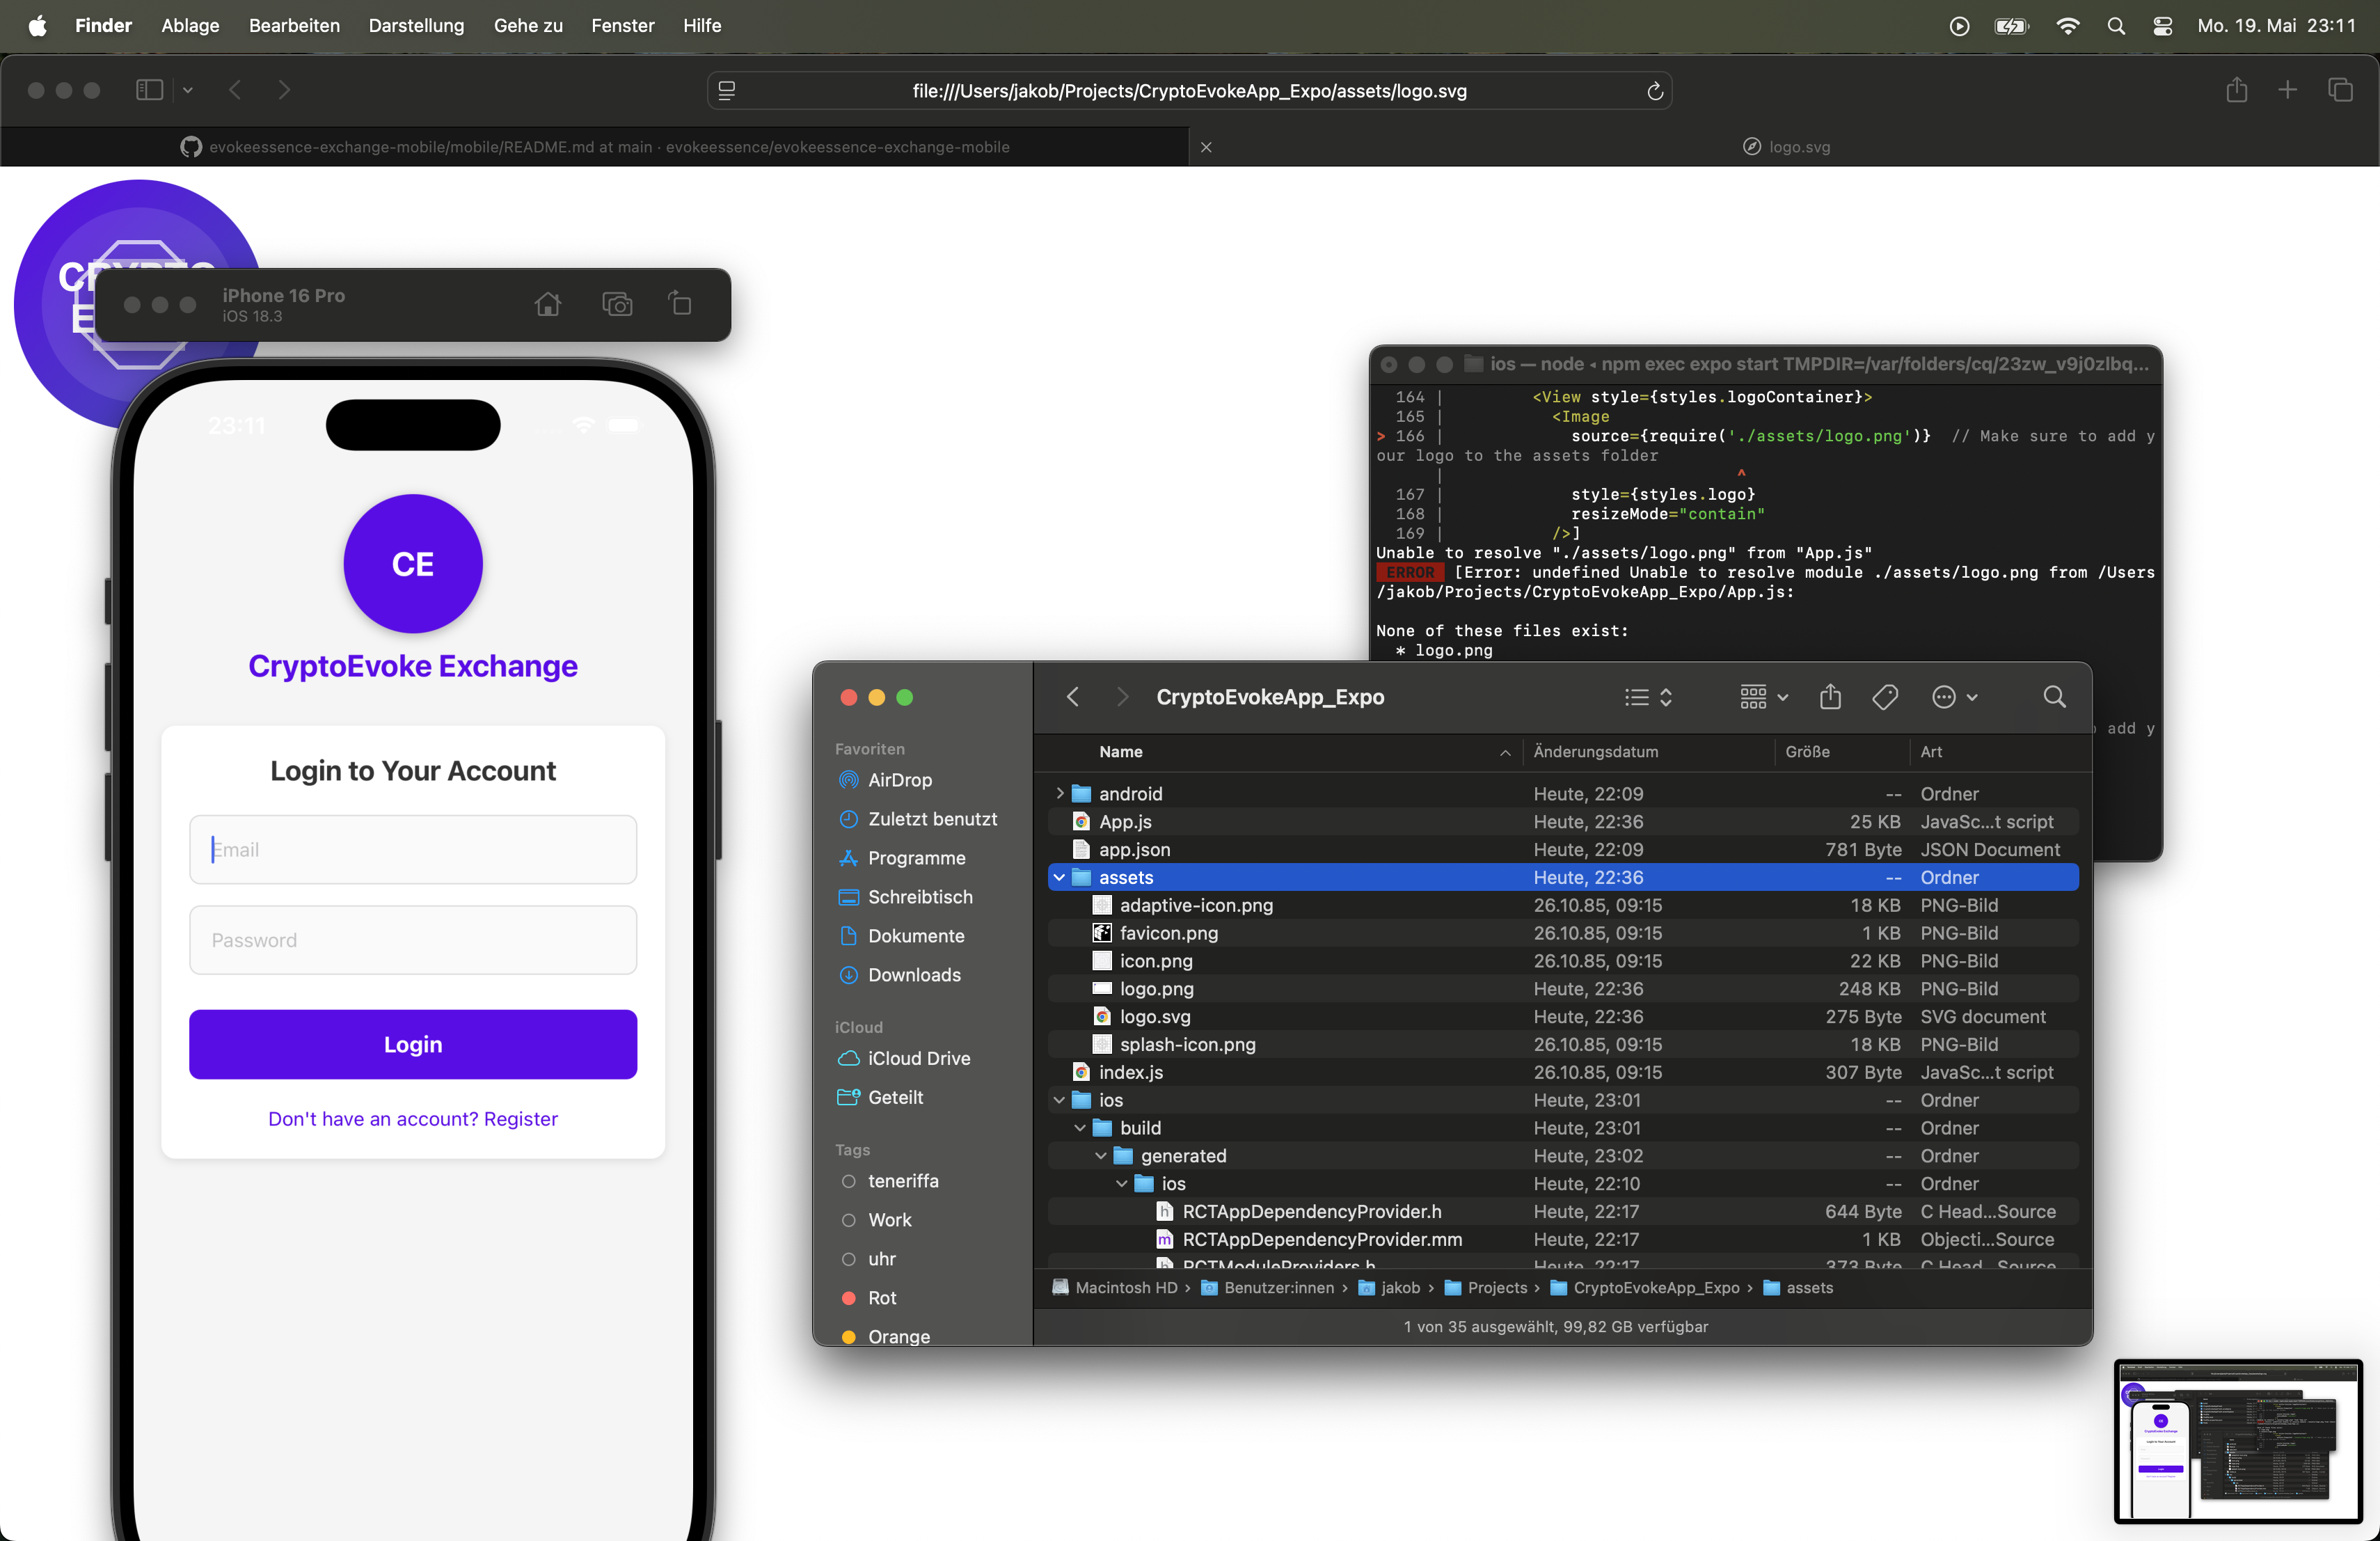 Finder Ablage Bearbeiten Darstellung Gehe zu Fenster Hilfe Mo. 19. Mai 23:11
file:///Users/jakob/Projects/CryptoEvokeApp_Expo/assets/logo.svg
evokeessence-exchange-mobile/mobile/README.md at main · evokeessence/evokeessence-exchange-mobile
logo.svg
iPhone 16 Pro
iOS 18.3
23:11
CE
CryptoEvoke Exchange
Login to Your Account
Email
Password
Login
Don't have an account? Register
ios — node ◂ npm exec expo start TMPDIR=/var/folders/cq/23zw_v9j0zlbq...
164 | <View style={styles.logoContainer}>
165 | <Image
> 166 | source={require('./assets/logo.png')} // Make sure to add y
our logo to the assets folder
| ^
167 | style={styles.logo}
168 | resizeMode="contain"
169 | />]
Unable to resolve "./assets/logo.png" from "App.js"
ERROR [Error: undefined Unable to resolve module ./assets/logo.png from /Users
/jakob/Projects/CryptoEvokeApp_Expo/App.js:
None of these files exist:
* logo.png
add y
CryptoEvokeApp_Expo
Favoriten
AirDrop
Zuletzt benutzt
Programme
Schreibtisch
Dokumente
Downloads
iCloud
iCloud Drive
Geteilt
Tags
teneriffa
Work
uhr
Rot
Orange
Name Änderungsdatum Größe Art
android Heute, 22:09 -- Ordner
App.js Heute, 22:36 25 KB JavaSc...t script
app.json Heute, 22:09 781 Byte JSON Document
assets Heute, 22:36 -- Ordner
adaptive-icon.png 26.10.85, 09:15 18 KB PNG-Bild
favicon.png 26.10.85, 09:15 1 KB PNG-Bild
icon.png 26.10.85, 09:15 22 KB PNG-Bild
logo.png Heute, 22:36 248 KB PNG-Bild
logo.svg Heute, 22:36 275 Byte SVG document
splash-icon.png 26.10.85, 09:15 18 KB PNG-Bild
index.js 26.10.85, 09:15 307 Byte JavaSc...t script
ios Heute, 23:01 -- Ordner
build Heute, 23:01 -- Ordner
generated Heute, 23:02 -- Ordner
ios Heute, 22:10 -- Ordner
RCTAppDependencyProvider.h Heute, 22:17 644 Byte C Head...Source
RCTAppDependencyProvider.mm Heute, 22:17 1 KB Objecti...Source
RCTModuleProviders.h Heute, 22:17 373 Byte C Head...Source
Macintosh HD › Benutzer:innen › jakob › Projects › CryptoEvokeApp_Expo › assets
1 von 35 ausgewählt, 99,82 GB verfügbar